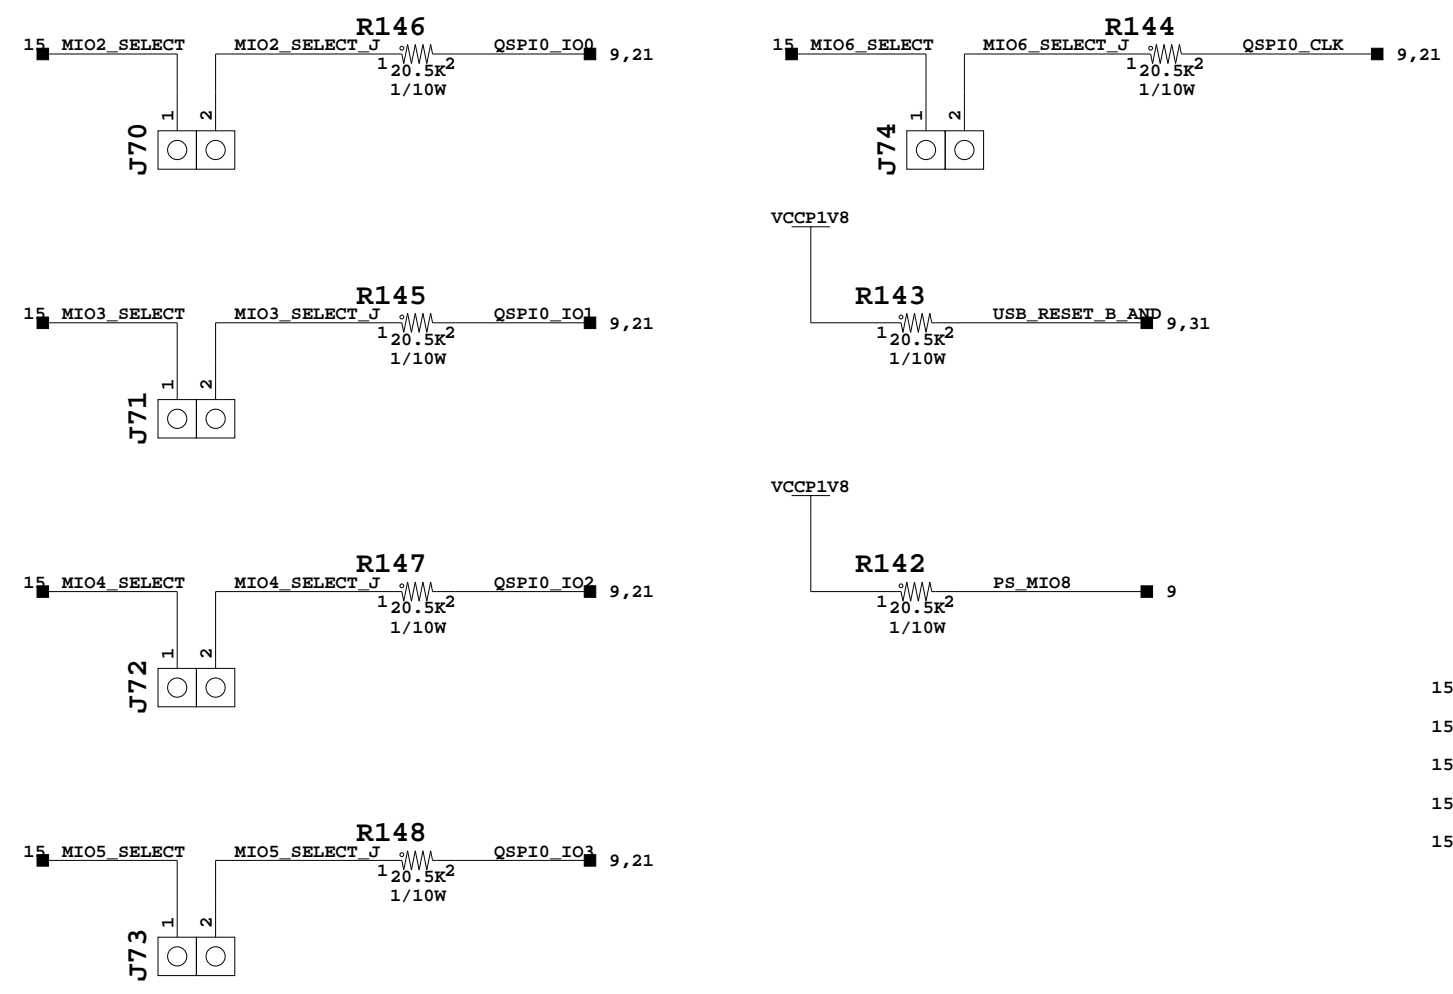 R146
15 MIO2_SELECT MIO2_SELECT_J QSPI0_IO0 9,21
1 20.5K 2
1/10W
1 2
J70
R144
15 MIO6_SELECT MIO6_SELECT_J QSPI0_CLK 9,21
1 20.5K 2
1/10W
1 2
J74
R145
15 MIO3_SELECT MIO3_SELECT_J QSPI0_IO1 9,21
1 20.5K 2
1/10W
1 2
J71
VCCP1V8
R143
USB_RESET_B_AND 9,31
1 20.5K 2
1/10W
R147
15 MIO4_SELECT MIO4_SELECT_J QSPI0_IO2 9,21
1 20.5K 2
1/10W
1 2
J72
VCCP1V8
R142
PS_MIO8 9
1 20.5K 2
1/10W
15
15
15
15
15
R148
15 MIO5_SELECT MIO5_SELECT_J QSPI0_IO3 9,21
1 20.5K 2
1/10W
1 2
J73